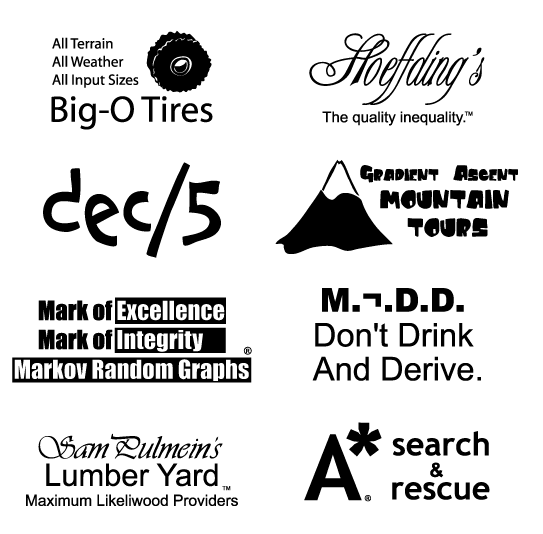 All Terrain
All Weather
All Input Sizes
Big-O Tires
Hoeffding's
The quality inequality.™
dec/5
Gradient Ascent
MOUNTAIN
TOURS
Mark of Excellence
Mark of Integrity
Markov Random Graphs®
M.¬.D.D.
Don't Drink
And Derive.
Sam Pulmein's
Lumber Yard™
Maximum Likeliwood Providers
A*®
search
&
rescue